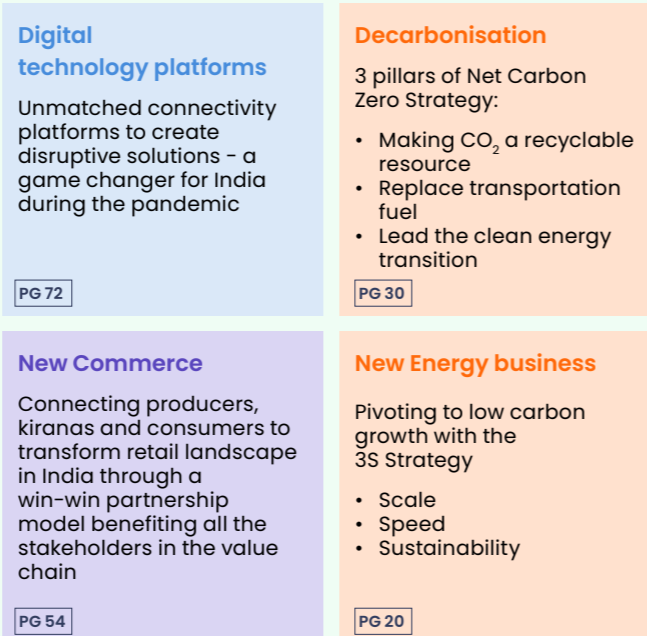 Digital
technology platforms
Unmatched connectivity
platforms to create
disruptive solutions - a
game changer for India
during the pandemic
PG 72
Decarbonisation
3 pillars of Net Carbon
Zero Strategy:
• Making CO₂ a recyclable
resource
• Replace transportation
fuel
• Lead the clean energy
transition
PG 30
New Commerce
Connecting producers,
kiranas and consumers to
transform retail landscape
in India through a
win-win partnership
model benefiting all the
stakeholders in the value
chain
PG 54
New Energy business
Pivoting to low carbon
growth with the
3S Strategy
• Scale
• Speed
• Sustainability
PG 20